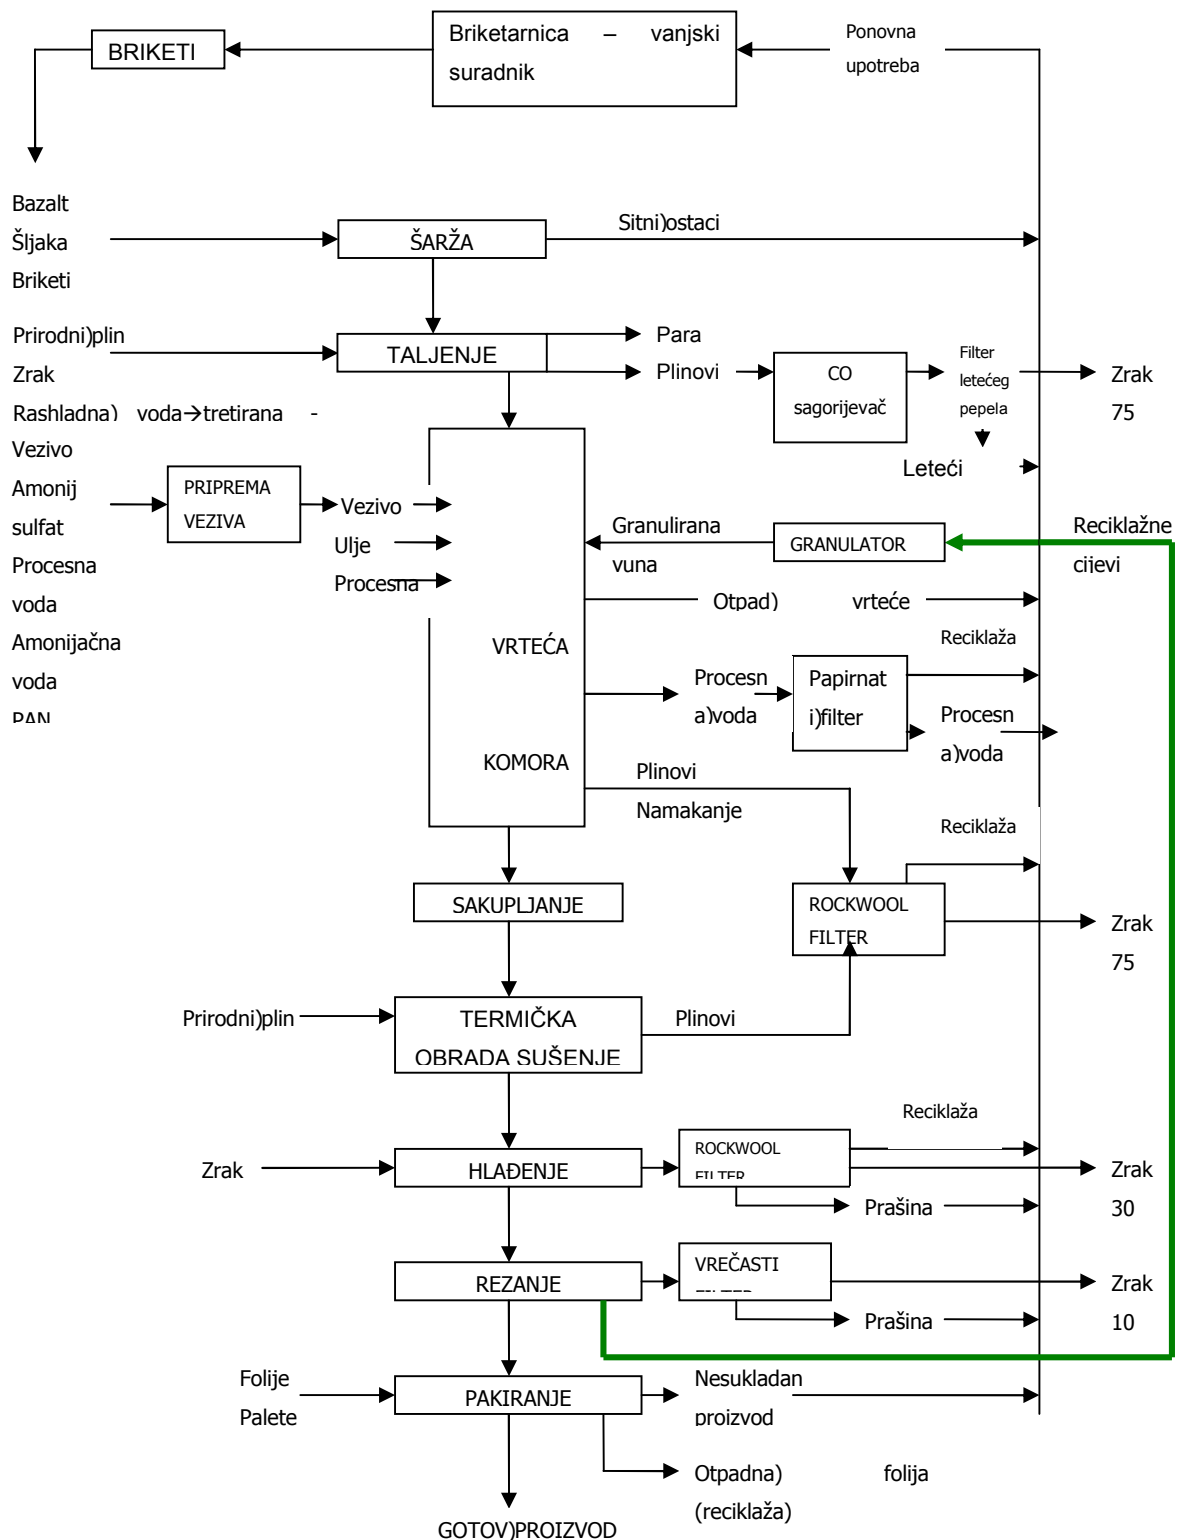 BRIKETI
Briketarnica – vanjski
suradnik
Ponovna
upotreba
Bazalt
Šljaka
Briketi
ŠARŽA
Sitni)ostaci
Prirodni)plin
Zrak
Rashladna) voda→tretirana -
TALJENJE
Para
Plinovi
CO
sagorijevač
Filter
letećeg
pepela
Zrak
75
Leteći
Vezivo
Amonij
sulfat
Procesna
voda
Amonijačna
voda
PAN
PRIPREMA
VEZIVA
Vezivo
Ulje
Procesna
Granulirana
vuna
GRANULATOR
Reciklažne
cijevi
Otpad) vrteće
VRTEĆA
KOMORA
Reciklaža
Procesn
a)voda
Papirnat
i)filter
Procesn
a)voda
Plinovi
Namakanje
Reciklaža
SAKUPLJANJE
ROCKWOOL
FILTER
Zrak
75
Prirodni)plin
TERMIČKA
OBRADA SUŠENJE
Plinovi
Reciklaža
Zrak
HLAĐENJE
ROCKWOOL
FILTER
Zrak
30
Prašina
REZANJE
VREČASTI
FILTER
Zrak
10
Prašina
Folije
Palete
PAKIRANJE
Nesukladan
proizvod
Otpadna) folija
(reciklaža)
GOTOV)PROIZVOD